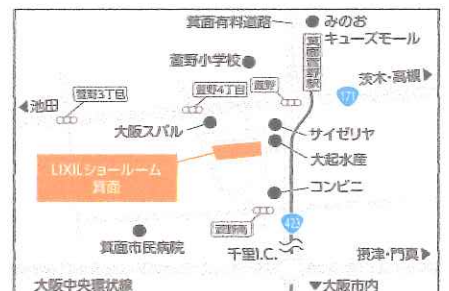 箕面有料道路
みのお
キューズモール
箕面萱野駅
萱野小学校
茨木・高槻▶
萱野3丁目
萱野4丁目
萱野
171
◀池田
大阪スバル
サイゼリヤ
大起水産
LIXILショールーム
箕面
コンビニ
萱野南
423
箕面市民病院
千里I.C.
摂津・門真▶
大阪中央環状線
▼大阪市内